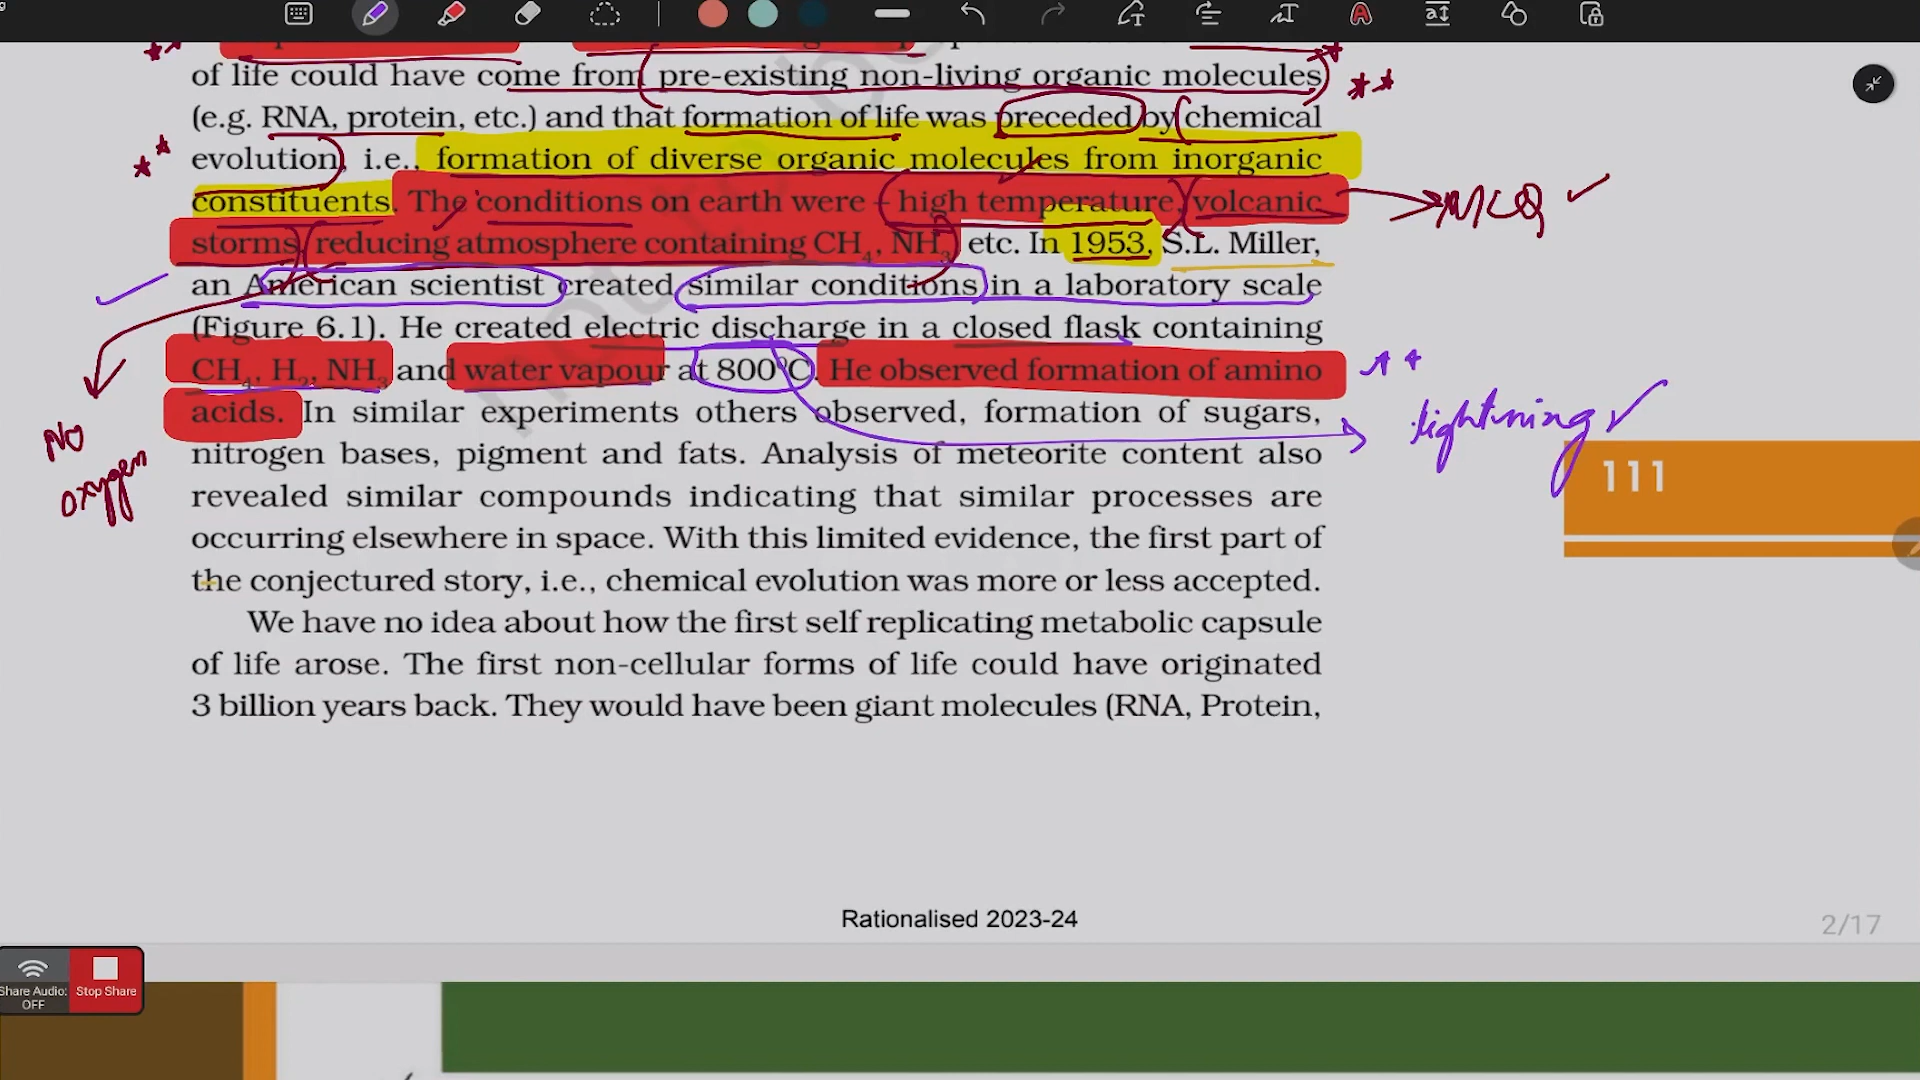 of life could have come from pre-existing non-living organic molecules
(e.g. RNA, protein, etc.) and that formation of life was preceded by chemical
evolution, i.e., formation of diverse organic molecules from inorganic
constituents. The conditions on earth were – high temperature, volcanic
MCQ
storms, reducing atmosphere containing CH4, NH3 etc. In 1953, S.L. Miller,
an American scientist created similar conditions in a laboratory scale
(Figure 6.1). He created electric discharge in a closed flask containing
CH4, H2, NH3 and water vapour at 800°C. He observed formation of amino
acids. In similar experiments others observed, formation of sugars,
lightning
NO
oxygen
nitrogen bases, pigment and fats. Analysis of meteorite content also
revealed similar compounds indicating that similar processes are
111
occurring elsewhere in space. With this limited evidence, the first part of
the conjectured story, i.e., chemical evolution was more or less accepted.
We have no idea about how the first self replicating metabolic capsule
of life arose. The first non-cellular forms of life could have originated
3 billion years back. They would have been giant molecules (RNA, Protein,
Rationalised 2023-24
2/17
Share Audio:
OFF
Stop Share